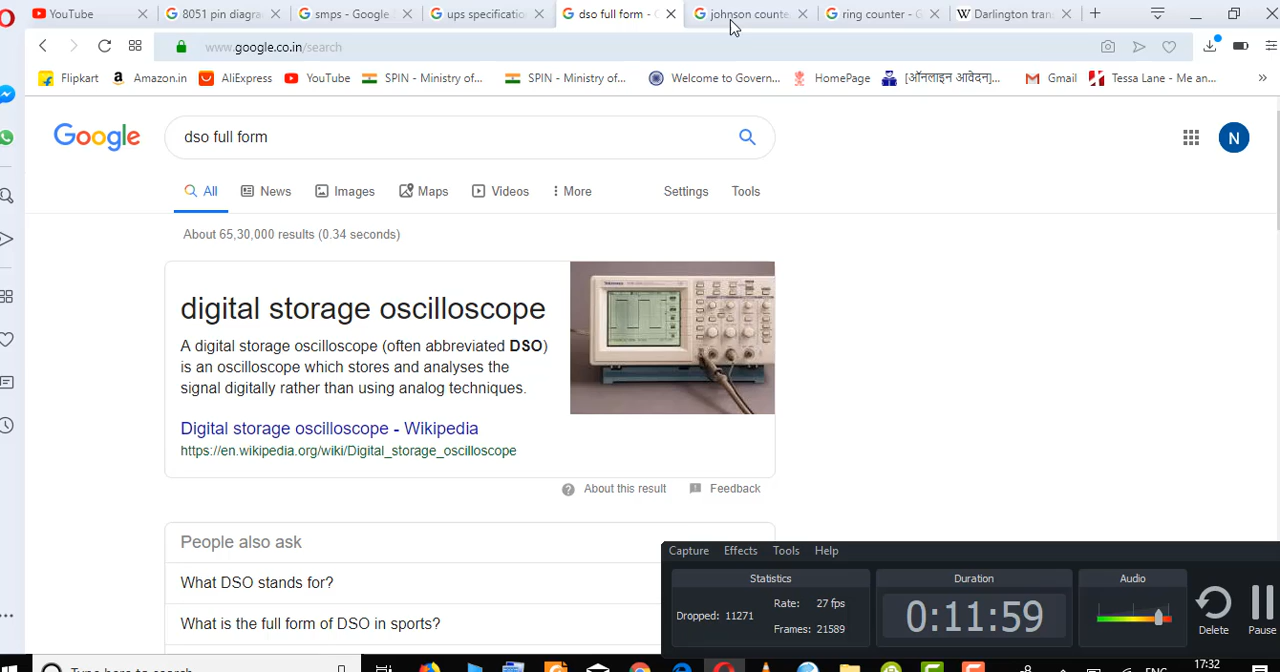 YouTube
8051 pin diagra
smps - Google
ups specificatio
dso full form -
johnson counte
ring counter -
Darlington tran
www.google.co.in/search
Flipkart
Amazon.in
AliExpress
YouTube
SPIN - Ministry of...
SPIN - Ministry of...
Welcome to Govern...
HomePage
[ऑनलाइन आवेदन]...
Gmail
Tessa Lane - Me an...
Google
dso full form
N
All
News
Images
Maps
Videos
More
Settings
Tools
About 65,30,000 results (0.34 seconds)
digital storage oscilloscope
A digital storage oscilloscope (often abbreviated DSO)
is an oscilloscope which stores and analyses the
signal digitally rather than using analog techniques.
Digital storage oscilloscope - Wikipedia
https://en.wikipedia.org/wiki/Digital_storage_oscilloscope
About this result
Feedback
People also ask
What DSO stands for?
What is the full form of DSO in sports?
Capture Effects Tools Help
Statistics
Dropped: 11271
Rate: 27 fps
Frames: 21589
Duration
0:11:59
Audio
Delete
Pause
Type here to search
ENG
17:32